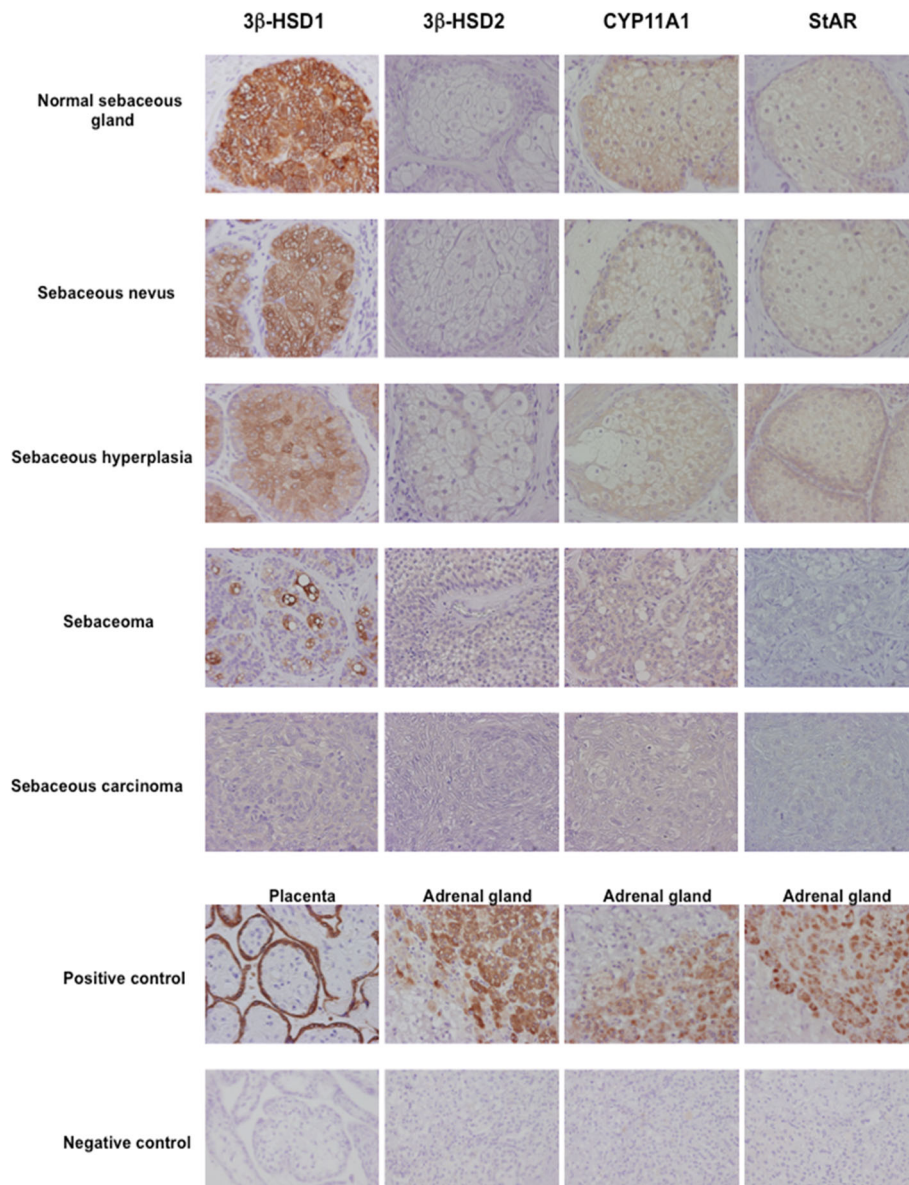 3β-HSD1 3β-HSD2 CYP11A1 StAR
Normal sebaceous
gland
Sebaceous nevus
Sebaceous hyperplasia
Sebaceoma
Sebaceous carcinoma
Placenta Adrenal gland Adrenal gland Adrenal gland
Positive control
Negative control